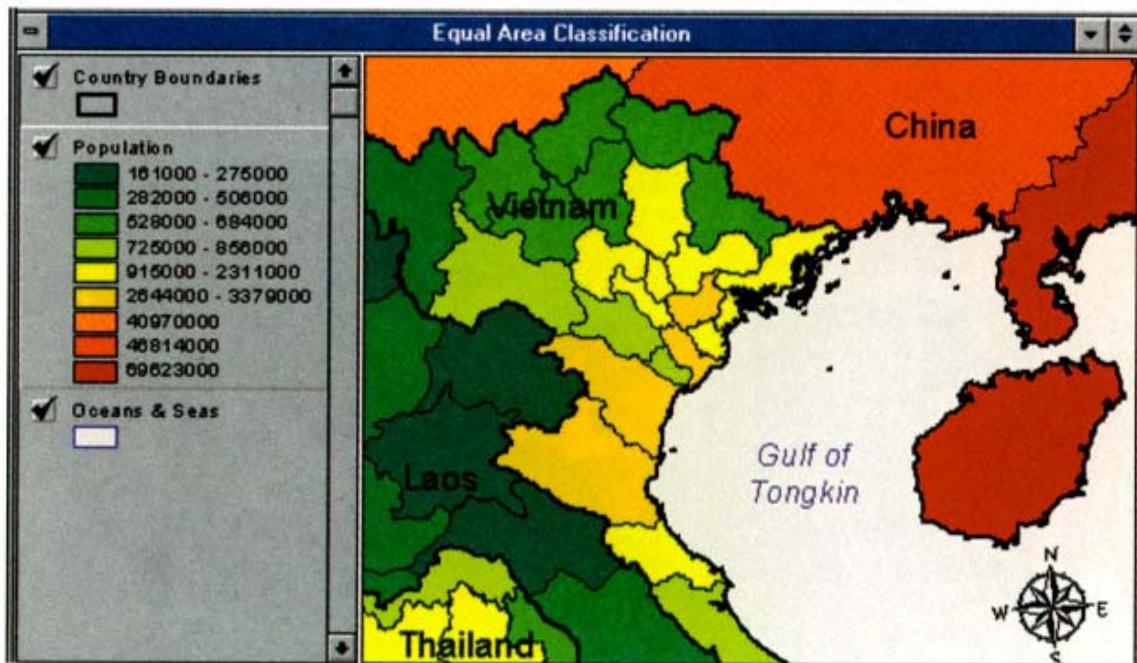 Equal Area Classification
Country Boundaries
Population
161000 - 275000
282000 - 506000
528000 - 684000
725000 - 856000
915000 - 2311000
2644000 - 3379000
40970000
46814000
69623000
Oceans & Seas
China
Vietnam
Laos
Thailand
Gulf of
Tongkin
N
W
E
S